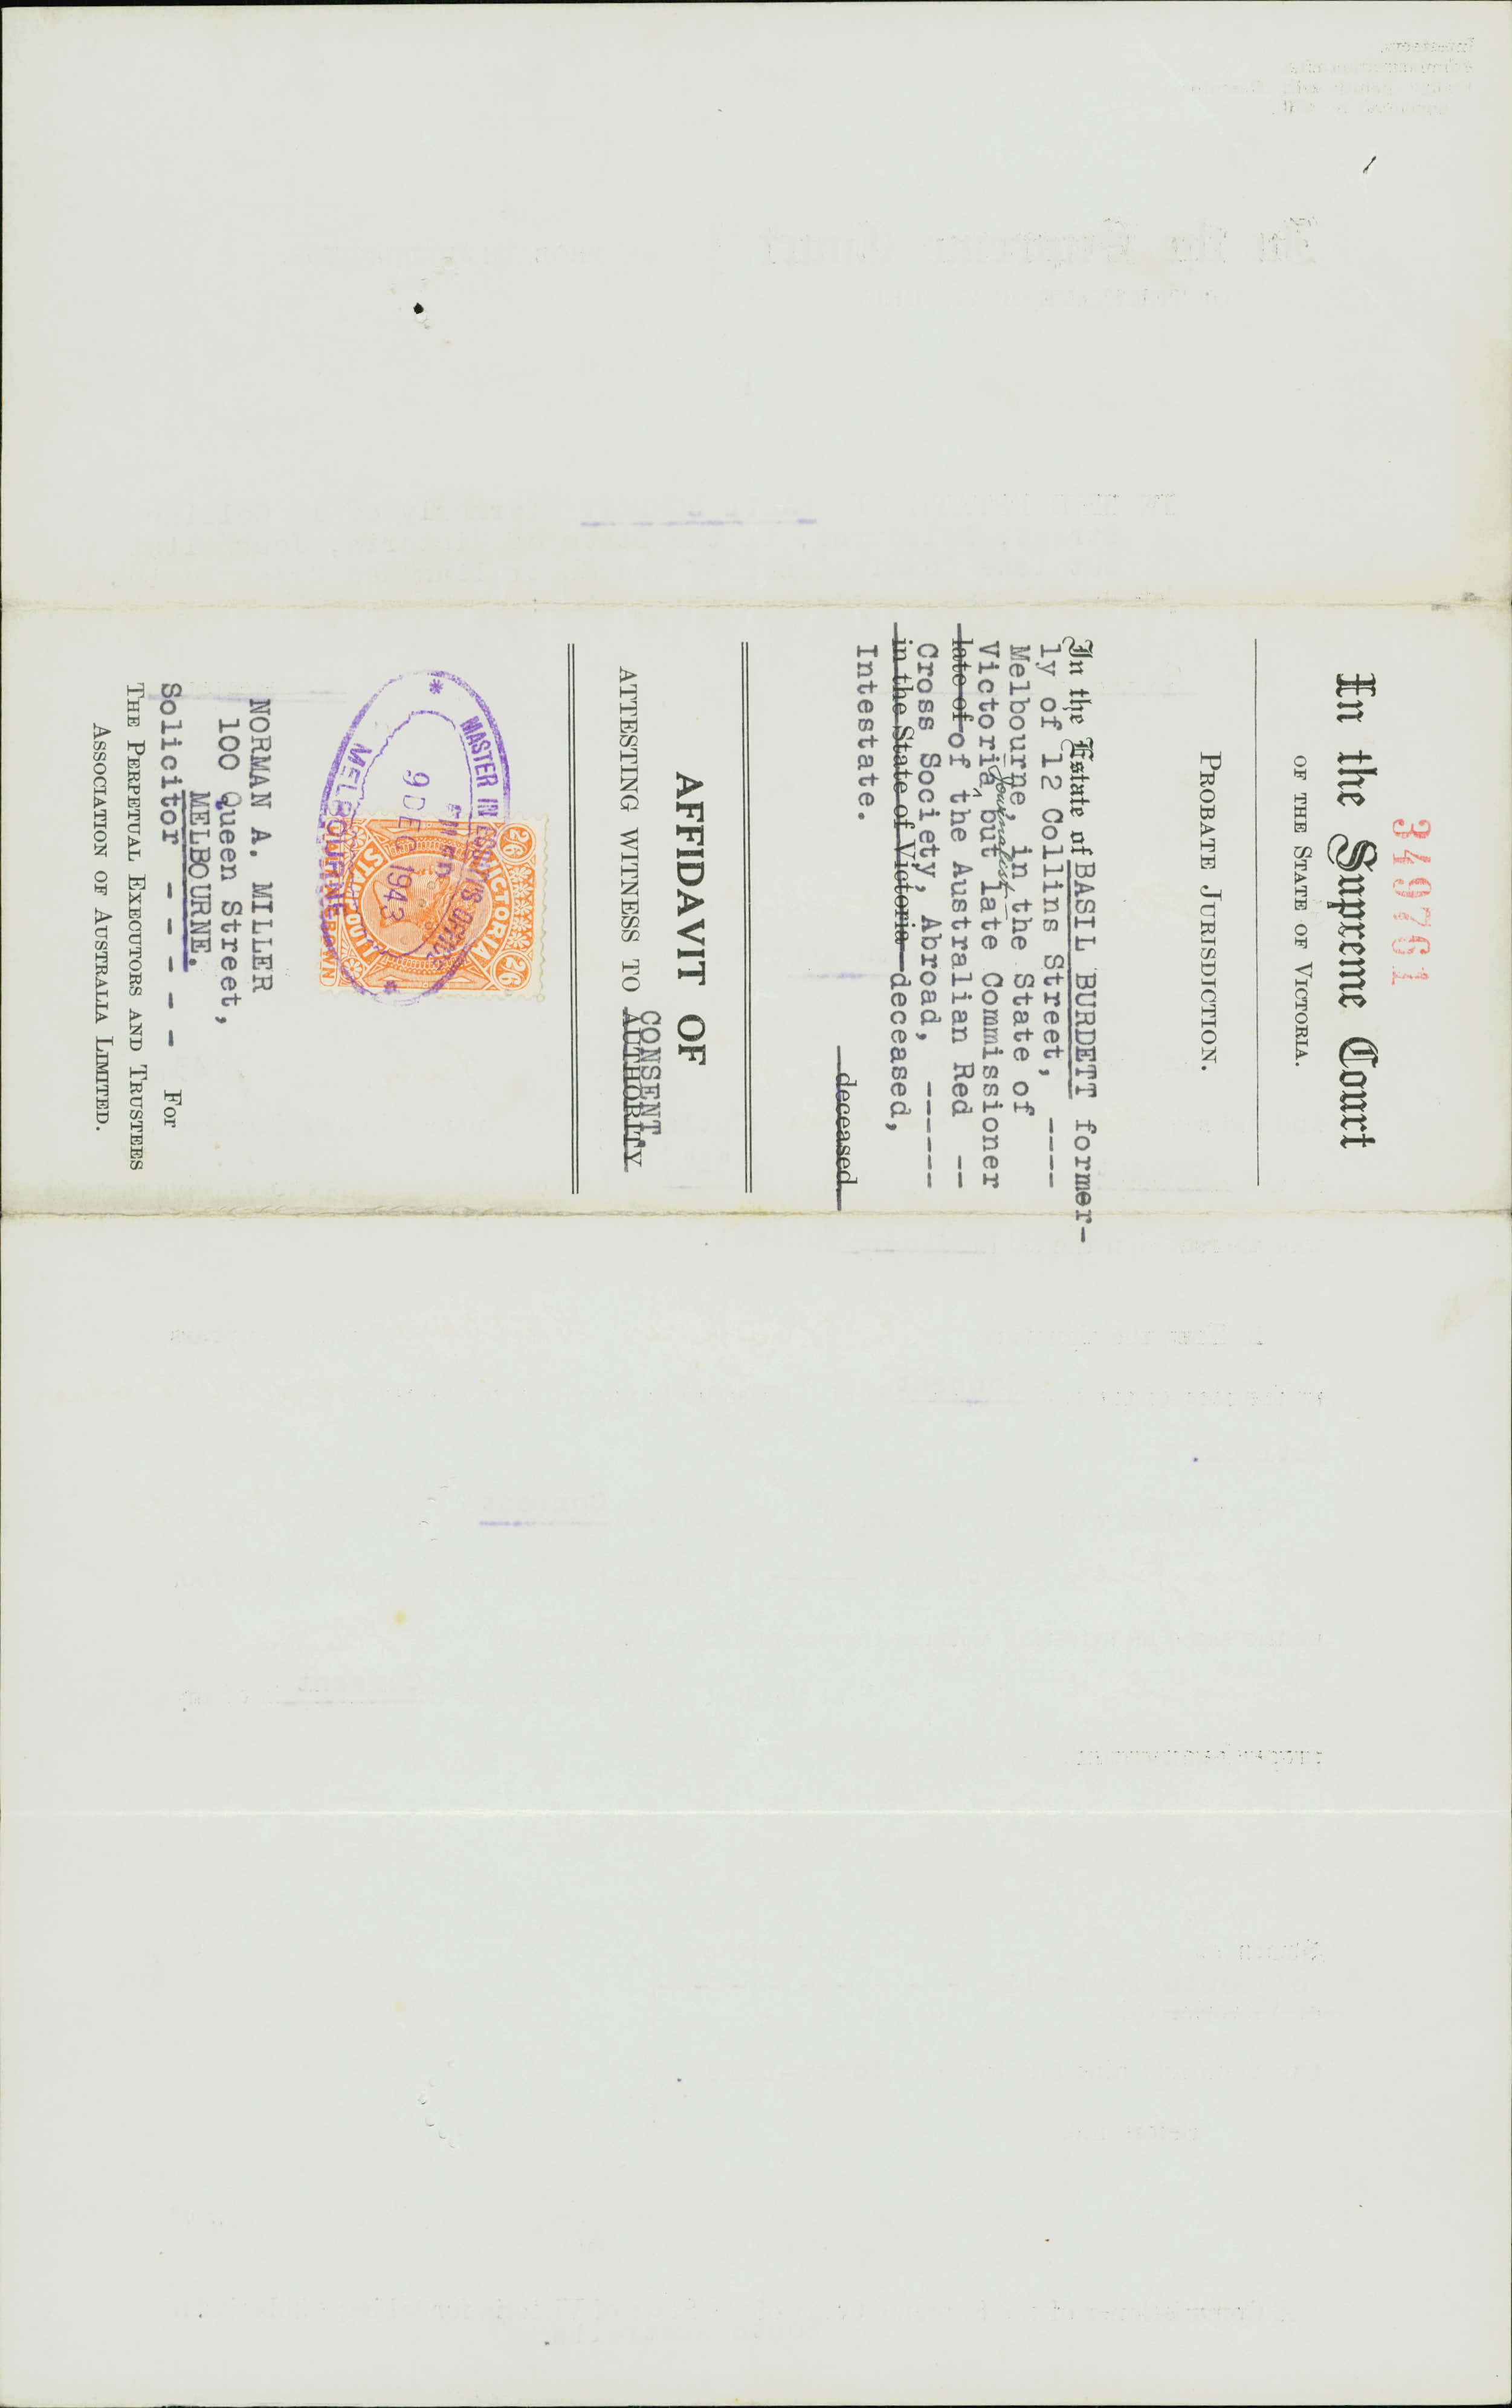 349761
In the Supreme Court
OF THE STATE OF VICTORIA.
PROBATE JURISDICTION.
In the Estate of BASIL BURDETT former-
ly of 12 Collins Street, ----
Melbourne, in the State of
Journalist
Victoria, but late Commissioner
late of of the Australian Red --
Cross Society, Abroad, ------
in the State of Victoria deceased,
Intestate.
deceased
AFFIDAVIT OF
CONSENT.
ATTESTING WITNESS TO AUTHORITY
MASTER IN EQUITY'S OFFICE
FILED
9 DEC 1943
MELBOURNE
VICTORIA
2/6 2/6
STAMP DUTY
NORMAN A. MILLER
100 Queen Street,
MELBOURNE.
Solicitor - - - - - For
THE PERPETUAL EXECUTORS AND TRUSTEES
ASSOCIATION OF AUSTRALIA LIMITED.